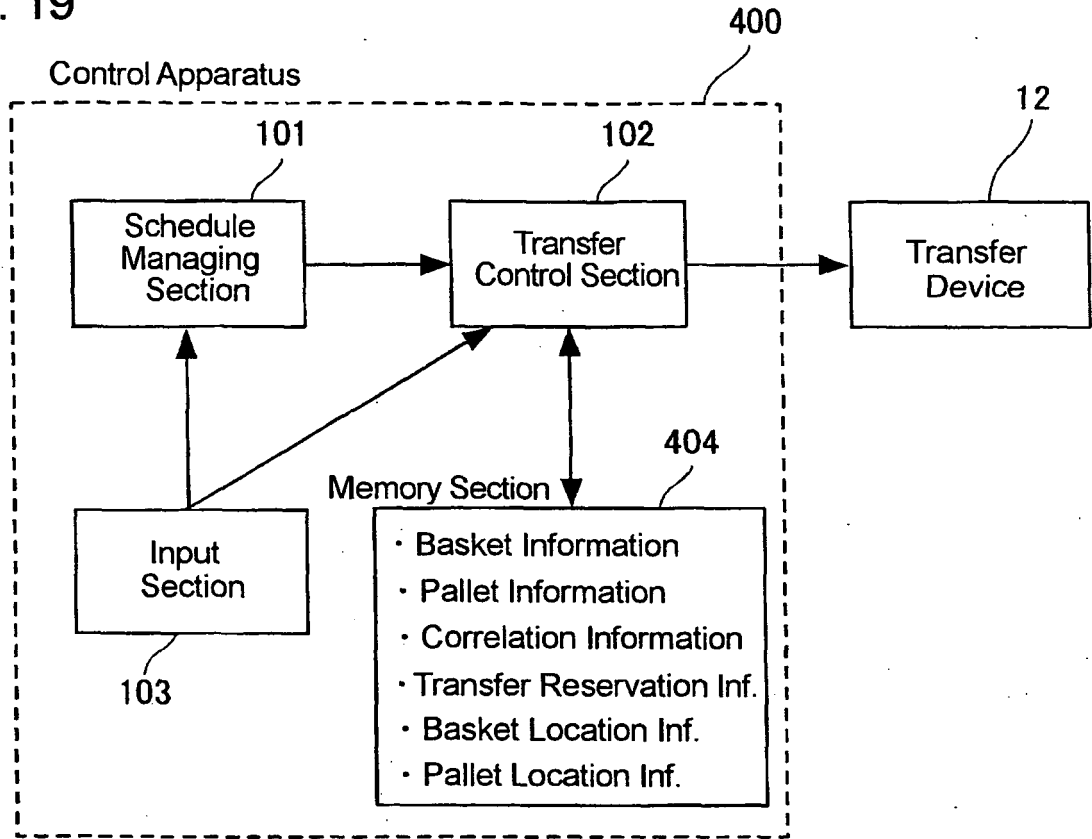 . 19
400
Control Apparatus
12
101
102
Schedule
Managing
Section
Transfer
Control Section
Transfer
Device
404
Memory Section
Input
Section
· Basket Information
· Pallet Information
· Correlation Information
· Transfer Reservation Inf.
· Basket Location Inf.
· Pallet Location Inf.
103